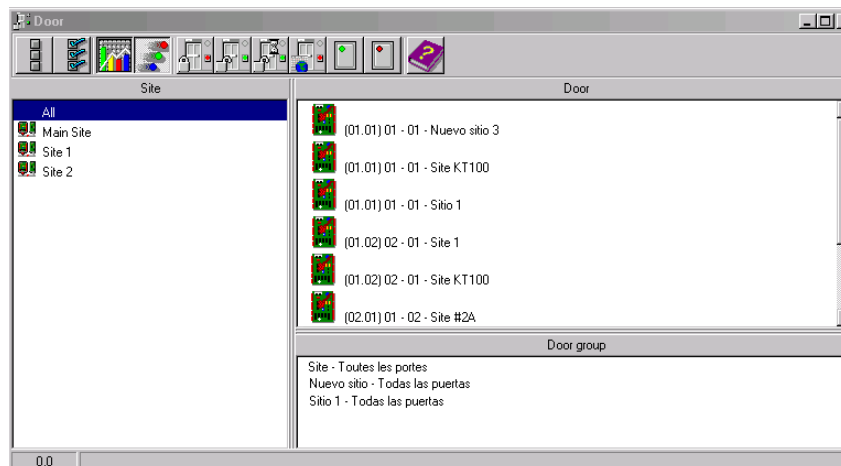 Door
Site
Door
All
Main Site
Site 1
Site 2
(01.01) 01 - 01 - Nuevo sitio 3
(01.01) 01 - 01 - Site KT100
(01.01) 01 - 01 - Sitio 1
(01.02) 02 - 01 - Site 1
(01.02) 02 - 01 - Site KT100
(02.01) 01 - 02 - Site #2A
Door group
Site - Toutes les portes
Nuevo sitio - Todas las puertas
Sitio 1 - Todas las puertas
0.0